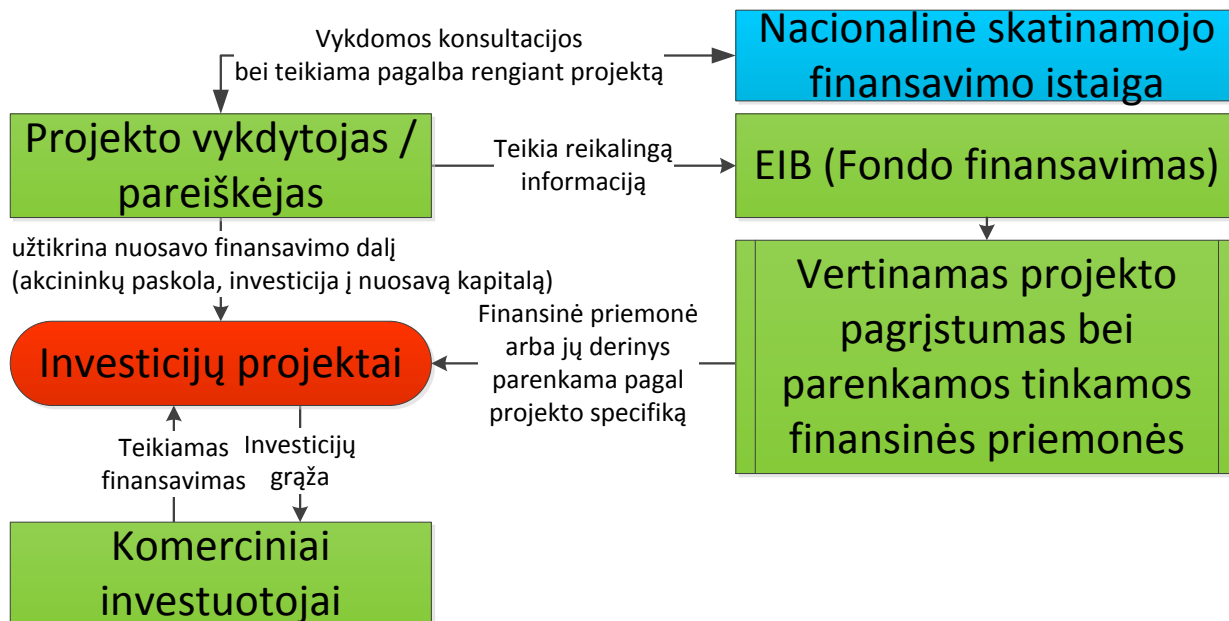 Vykdomos konsultacijos
bei teikiama pagalba rengiant projektą
Nacionalinė skatinamojo
finansavimo istaiga
Projekto vykdytojas /
pareiškėjas
Teikia reikalingą
informaciją
EIB (Fondo finansavimas)
užtikrina nuosavo finansavimo dalį
(akcininkų paskola, investicija į nuosavą kapitalą)
Vertinamas projekto
pagrįstumas bei
parenkamos tinkamos
finansinės priemonės
Finansinė priemonė
arba jų derinys
parenkama pagal
projekto specifiką
Investicijų projektai
Teikiamas
finansavimas
Investicijų
grąža
Komerciniai
investuotojai